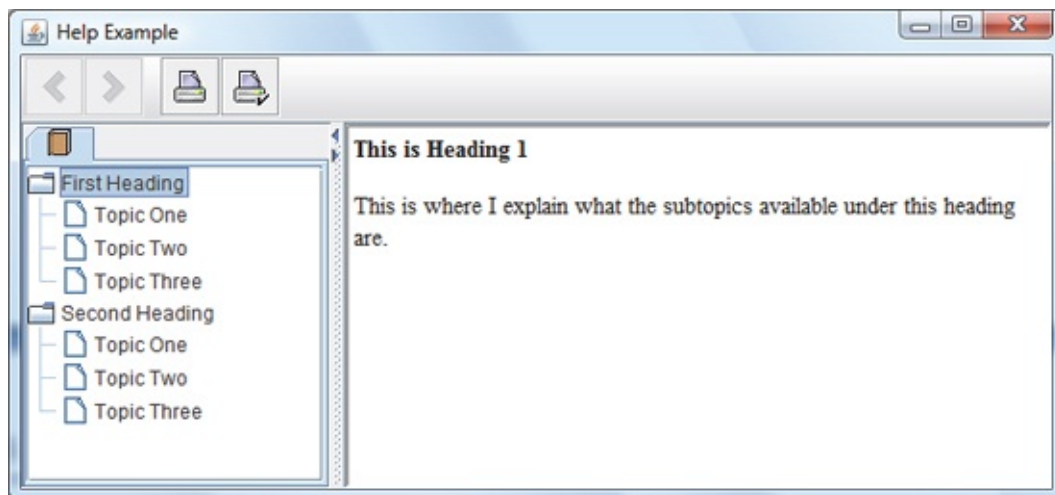 Help Example
First Heading
Topic One
Topic Two
Topic Three
Second Heading
Topic One
Topic Two
Topic Three
This is Heading 1
This is where I explain what the subtopics available under this heading
are.